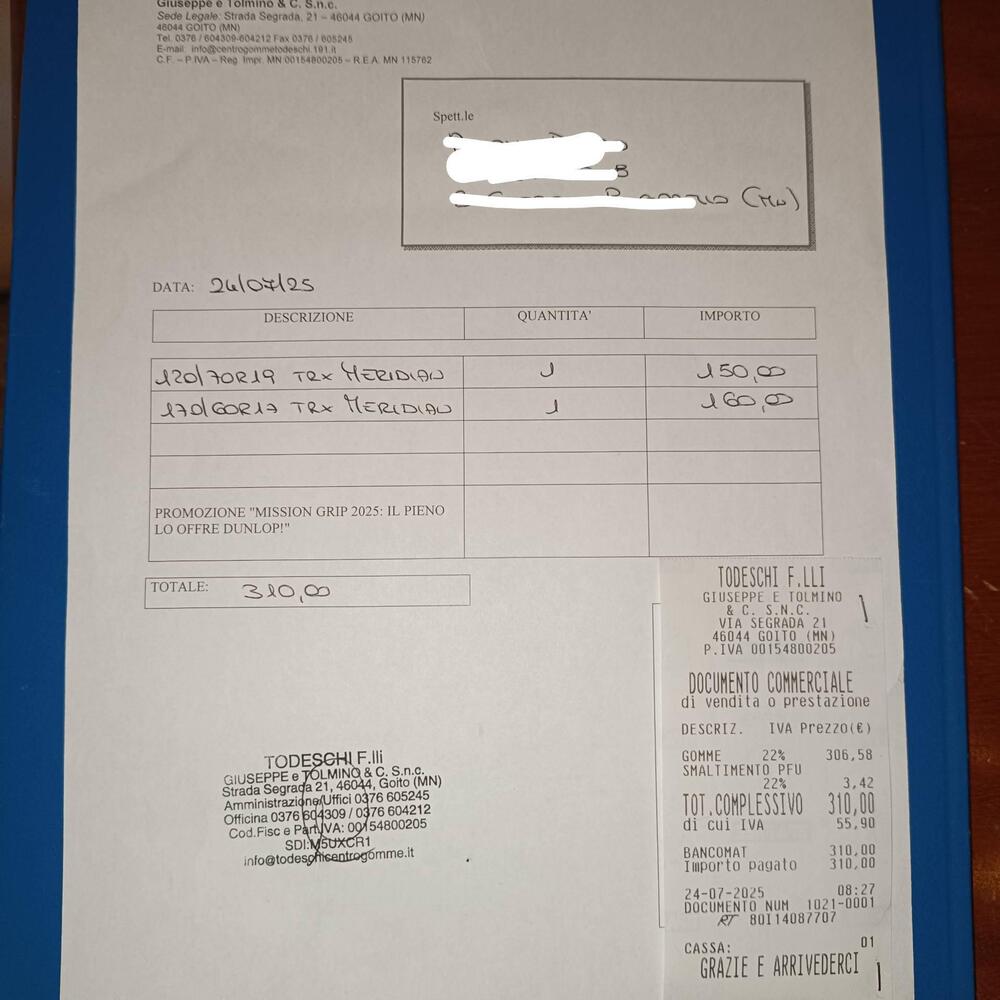 Giuseppe e Tolmino & C. S.n.c.
Sede Legale: Strada Segrada, 21 – 46044 GOITO (MN)
46044 GOITO (MN)
Tel. 0376 / 604309-604212 Fax 0376 / 605245
E-mail: info@centrogommetodeschi.191.it
C.F. – P.IVA – Reg. Impr. MN 00154800205 – R.E.A. MN 115762
Spett.le
B
(MN)
DATA: 24/07/25
DESCRIZIONE QUANTITA' IMPORTO
120/70R19 TRX MERIDIAN 1 150,00
170/60R17 TRX MERIDIAN 1 160,00
PROMOZIONE "MISSION GRIP 2025: IL PIENO
LO OFFRE DUNLOP!"
TOTALE: 310,00
TODESCHI F.lli
GIUSEPPE e TOLMINO & C. S.n.c.
Strada Segrada 21, 46044, Goito (MN)
Amministrazione/Uffici 0376 605245
Officina 0376 604309 / 0376 604212
Cod.Fisc e Part.IVA: 00154800205
SDI:M5UXCR1
info@todeschicentrogomme.it
TODESCHI F.LLI
GIUSEPPE E TOLMINO
& C. S.N.C.
VIA SEGRADA 21
46044 GOITO (MN)
P.IVA 00154800205
DOCUMENTO COMMERCIALE
di vendita o prestazione
DESCRIZ. IVA Prezzo(€)
GOMME 22% 306,58
SMALTIMENTO PFU
22% 3,42
TOT.COMPLESSIVO 310,00
di cui IVA 55,90
BANCOMAT 310,00
Importo pagato 310,00
24-07-2025 08:27
DOCUMENTO NUM 1021-0001
RT 80I14087707
CASSA: 01
GRAZIE E ARRIVEDERCI